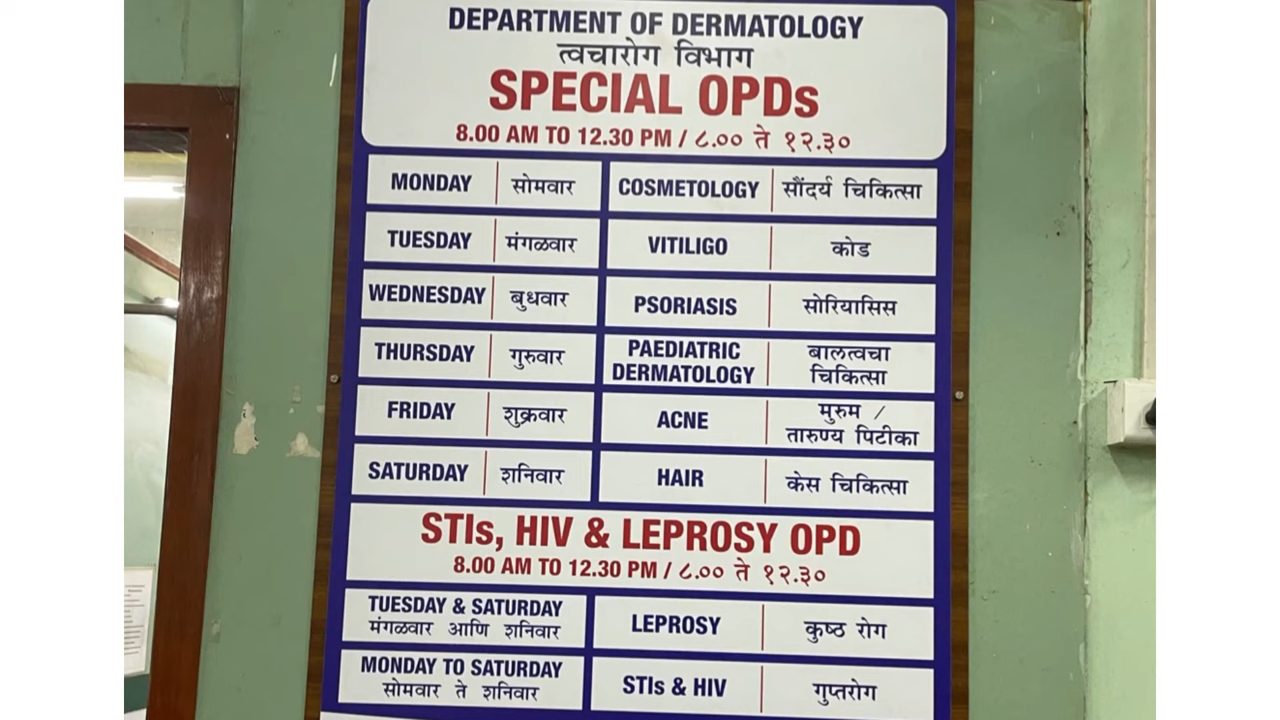 DEPARTMENT OF DERMATOLOGY
त्वचारोग विभाग
SPECIAL OPDs
8.00 AM TO 12.30 PM / ८.०० ते १२.३०
MONDAY सोमवार COSMETOLOGY सौंदर्य चिकित्सा
TUESDAY मंगळवार VITILIGO कोड
WEDNESDAY बुधवार PSORIASIS सोरियासिस
THURSDAY गुरुवार PAEDIATRIC DERMATOLOGY बालत्वचा चिकित्सा
FRIDAY शुक्रवार ACNE मुरुम / तारुण्य पिटीका
SATURDAY शनिवार HAIR केस चिकित्सा
STIs, HIV & LEPROSY OPD
8.00 AM TO 12.30 PM / ८.०० ते १२.३०
TUESDAY & SATURDAY
मंगळवार आणि शनिवार
LEPROSY कुष्ठ रोग
MONDAY TO SATURDAY
सोमवार ते शनिवार
STIs & HIV गुप्तरोग